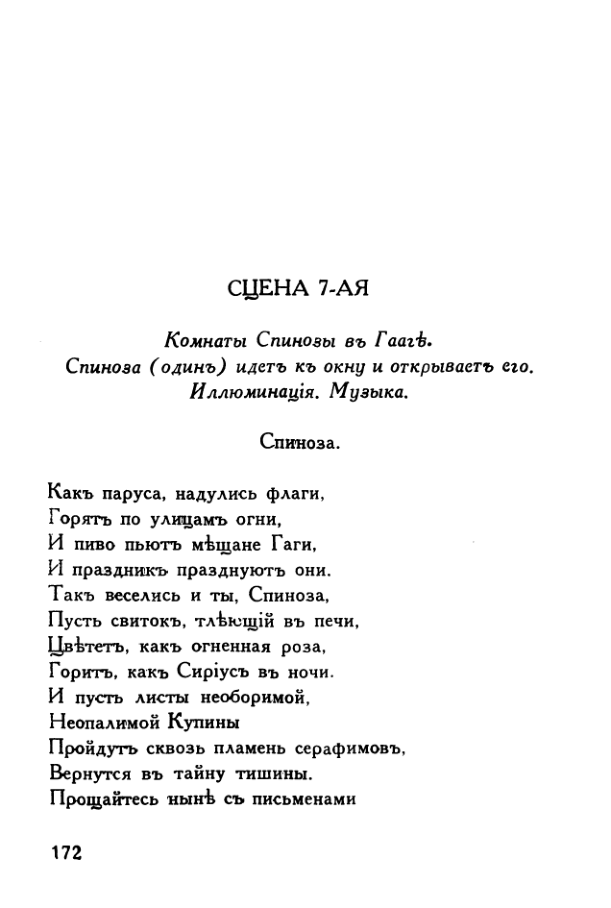 СЦЕНА 7-АЯ
Комнаты Спинозы въ Гаагѣ.
Спиноза (одинъ) идетъ къ окну и открываетъ его.
Иллюминація. Музыка.
Спиноза.
Какъ паруса, надулись флаги,
Горятъ по улицамъ огни,
И пиво пьютъ мѣщане Гаги,
И праздникъ празднуютъ они.
Такъ веселись и ты, Спиноза,
Пусть свитокъ, тлѣющій въ печи,
Цвѣтетъ, какъ огненная роза,
Горитъ, какъ Сиріусъ въ ночи.
И пусть листы необоримой,
Неопалимой Купины
Пройдутъ сквозь пламень серафимовъ,
Вернутся въ тайну тишины.
Прощайтесь нынѣ съ письменами
172